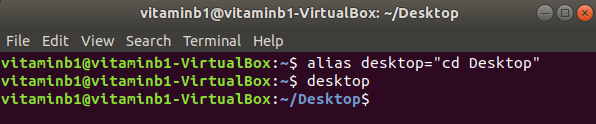 vitaminb1@vitaminb1-VirtualBox: ~/Desktop
File Edit View Search Terminal Help
vitaminb1@vitaminb1-VirtualBox:~$ alias desktop="cd Desktop"
vitaminb1@vitaminb1-VirtualBox:~$ desktop
vitaminb1@vitaminb1-VirtualBox:~/Desktop$